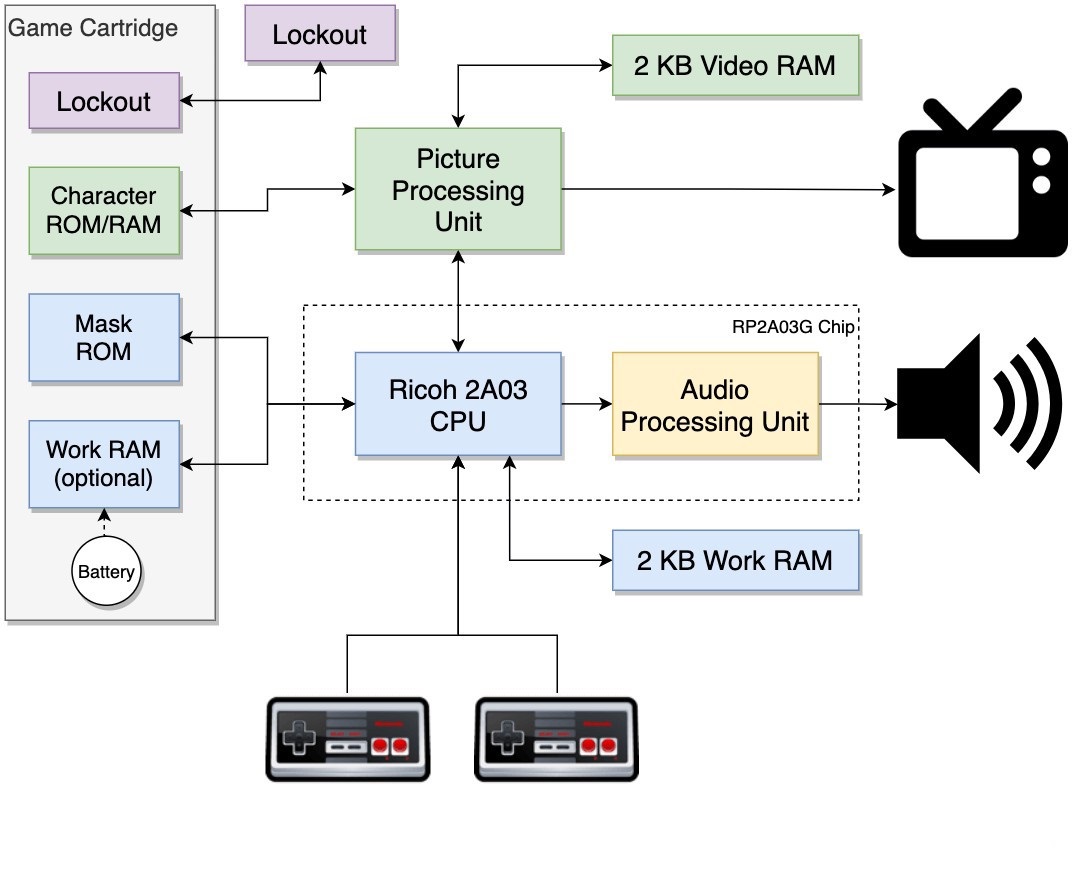 Game Cartridge
Lockout
Lockout
2 KB Video RAM
Character
ROM/RAM
Picture
Processing
Unit
Mask
ROM
RP2A03G Chip
Ricoh 2A03
CPU
Audio
Processing Unit
Work RAM
(optional)
Battery
2 KB Work RAM